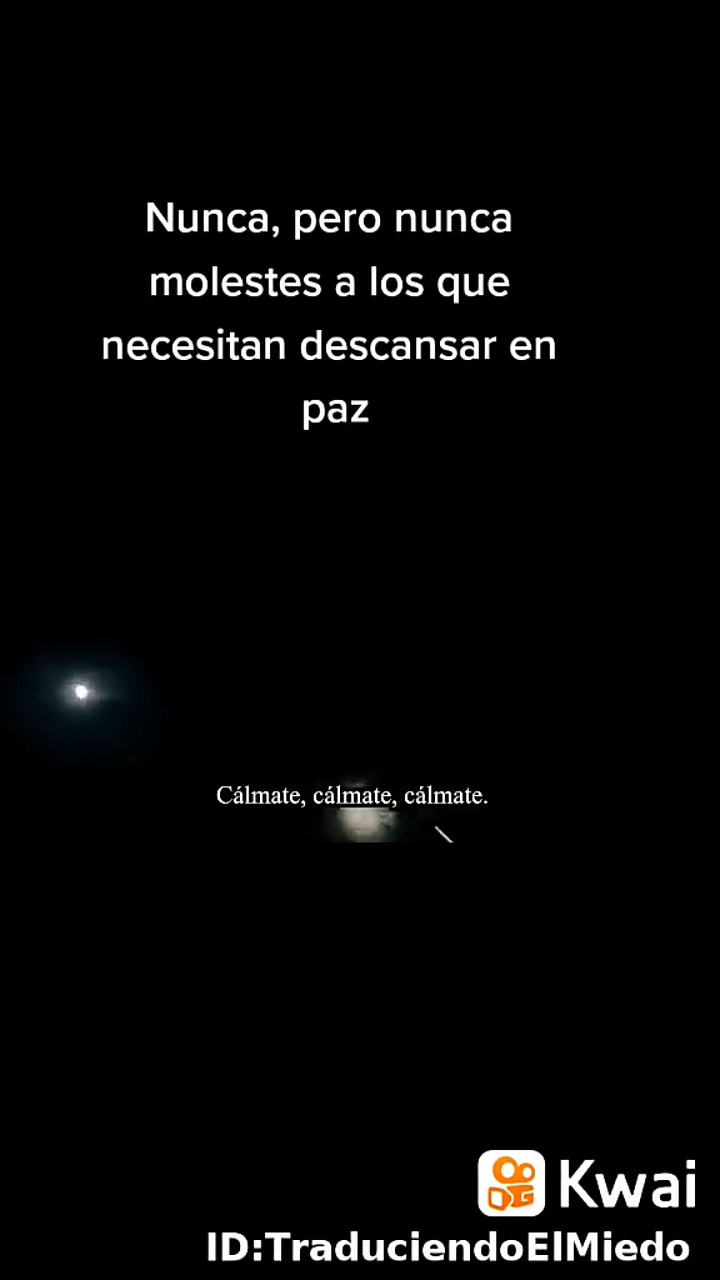 Nunca, pero nunca
molestes a los que
necesitan descansar en
paz
Cálmate, cálmate, cálmate.
Kwai
ID:TraduciendoElMiedo